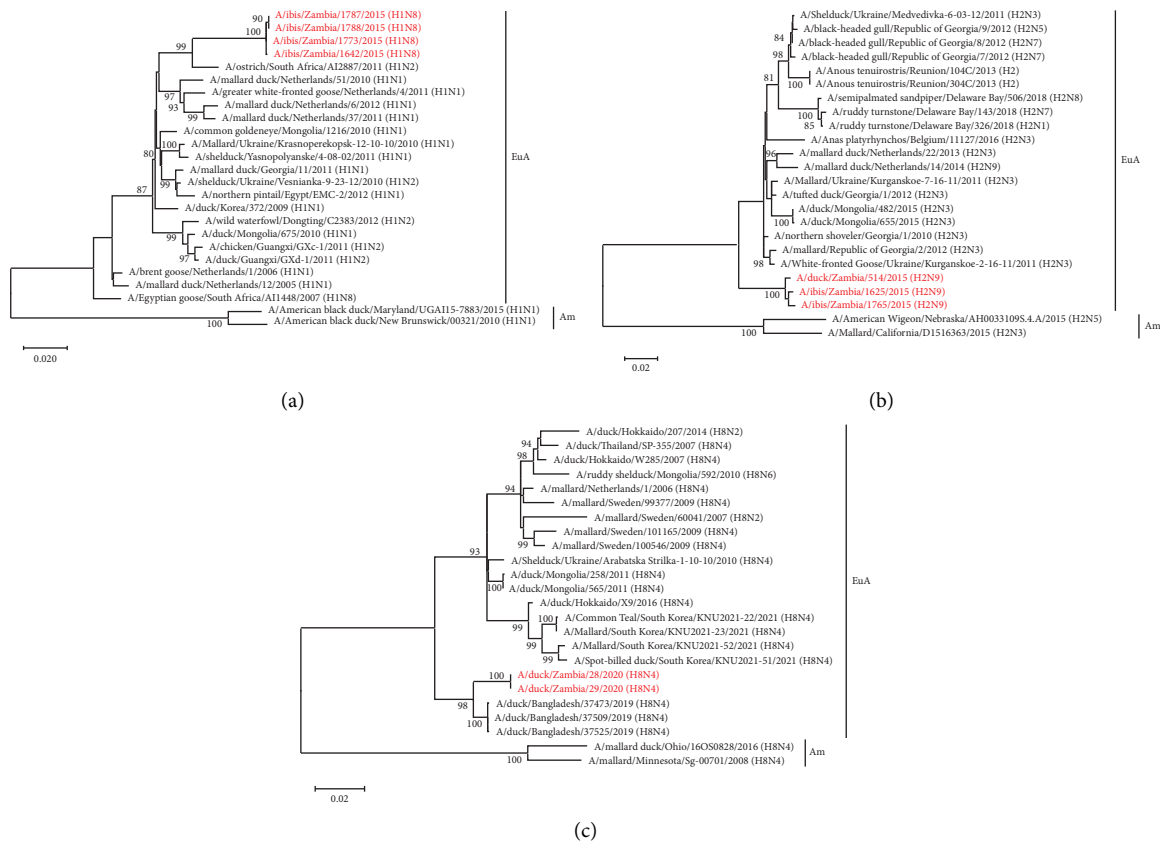 90
A/ibis/Zambia/1787/2015 (H1N8)
A/ibis/Zambia/1788/2015 (H1N8)
100
A/ibis/Zambia/1773/2015 (H1N8)
A/ibis/Zambia/1642/2015 (H1N8)
99
A/ostrich/South Africa/AI2887/2011 (H1N2)
A/mallard duck/Netherlands/51/2010 (H1N1)
97
A/greater white-fronted goose/Netherlands/4/2011 (H1N1)
93
A/mallard duck/Netherlands/6/2012 (H1N1)
99
A/mallard duck/Netherlands/37/2011 (H1N1)
A/common goldeneye/Mongolia/1216/2010 (H1N1)
100
A/Mallard/Ukraine/Krasnoperekopsk-12-10-10/2010 (H1N1)
80
A/shelduck/Yasnopolyanske/4-08-02/2011 (H1N1)
A/mallard duck/Georgia/11/2011 (H1N1)
99
A/shelduck/Ukraine/Vesnianka-9-23-12/2010 (H1N2)
87
A/northern pintail/Egypt/EMC-2/2012 (H1N1)
A/duck/Korea/372/2009 (H1N1)
A/wild waterfowl/Dongting/C2383/2012 (H1N2)
99
A/duck/Mongolia/675/2010 (H1N1)
A/chicken/Guangxi/GXc-1/2011 (H1N2)
97
A/duck/Guangxi/GXd-1/2011 (H1N2)
A/brent goose/Netherlands/1/2006 (H1N1)
A/mallard duck/Netherlands/12/2005 (H1N1)
A/Egyptian goose/South Africa/AI1448/2007 (H1N8)
A/American black duck/Maryland/UGAI15-7883/2015 (H1N1)
100
A/American black duck/New Brunswick/00321/2010 (H1N1)
EuA
Am
0.020
(a)
A/Shelduck/Ukraine/Medvedivka-6-03-12/2011 (H2N3)
A/black-headed gull/Republic of Georgia/9/2012 (H2N5)
84
A/black-headed gull/Republic of Georgia/8/2012 (H2N7)
98
A/black-headed gull/Republic of Georgia/7/2012 (H2N7)
81
A/Anous tenuirostris/Reunion/104C/2013 (H2)
100
A/Anous tenuirostris/Reunion/304C/2013 (H2)
A/semipalmated sandpiper/Delaware Bay/506/2018 (H2N8)
100
A/ruddy turnstone/Delaware Bay/143/2018 (H2N7)
85
A/ruddy turnstone/Delaware Bay/326/2018 (H2N1)
A/Anas platyrhynchos/Belgium/11127/2016 (H2N3)
96
A/mallard duck/Netherlands/22/2013 (H2N3)
A/mallard duck/Netherlands/14/2014 (H2N9)
A/Mallard/Ukraine/Kurganskoe-7-16-11/2011 (H2N3)
A/tufted duck/Georgia/1/2012 (H2N3)
A/duck/Mongolia/482/2015 (H2N3)
100
A/duck/Mongolia/655/2015 (H2N3)
A/northern shoveler/Georgia/1/2010 (H2N3)
A/mallard/Republic of Georgia/2/2012 (H2N3)
98
A/White-fronted Goose/Ukraine/Kurganskoe-2-16-11/2011 (H2N3)
A/duck/Zambia/514/2015 (H2N9)
100
A/ibis/Zambia/1625/2015 (H2N9)
A/ibis/Zambia/1765/2015 (H2N9)
A/American Wigeon/Nebraska/AH0033109S.4.A/2015 (H2N5)
100
A/Mallard/California/D1516363/2015 (H2N3)
EuA
Am
0.02
(b)
A/duck/Hokkaido/207/2014 (H8N2)
94
A/duck/Thailand/SP-355/2007 (H8N4)
98
A/duck/Hokkaido/W285/2007 (H8N4)
A/ruddy shelduck/Mongolia/592/2010 (H8N6)
94
A/mallard/Netherlands/1/2006 (H8N4)
A/mallard/Sweden/99377/2009 (H8N4)
A/mallard/Sweden/60041/2007 (H8N2)
A/mallard/Sweden/101165/2009 (H8N4)
99
A/mallard/Sweden/100546/2009 (H8N4)
93
A/Shelduck/Ukraine/Arabatska Strilka-1-10-10/2010 (H8N4)
A/duck/Mongolia/258/2011 (H8N4)
100
A/duck/Mongolia/565/2011 (H8N4)
A/duck/Hokkaido/X9/2016 (H8N4)
99
100
A/Common Teal/South Korea/KNU2021-22/2021 (H8N4)
A/Mallard/South Korea/KNU2021-23/2021 (H8N4)
99
A/Mallard/South Korea/KNU2021-52/2021 (H8N4)
99
A/Spot-billed duck/South Korea/KNU2021-51/2021 (H8N4)
100
A/duck/Zambia/28/2020 (H8N4)
A/duck/Zambia/29/2020 (H8N4)
98
A/duck/Bangladesh/37473/2019 (H8N4)
100
A/duck/Bangladesh/37509/2019 (H8N4)
A/duck/Bangladesh/37525/2019 (H8N4)
A/mallard duck/Ohio/16OS0828/2016 (H8N4)
100
A/mallard/Minnesota/Sg-00701/2008 (H8N4)
EuA
Am
0.02
(c)